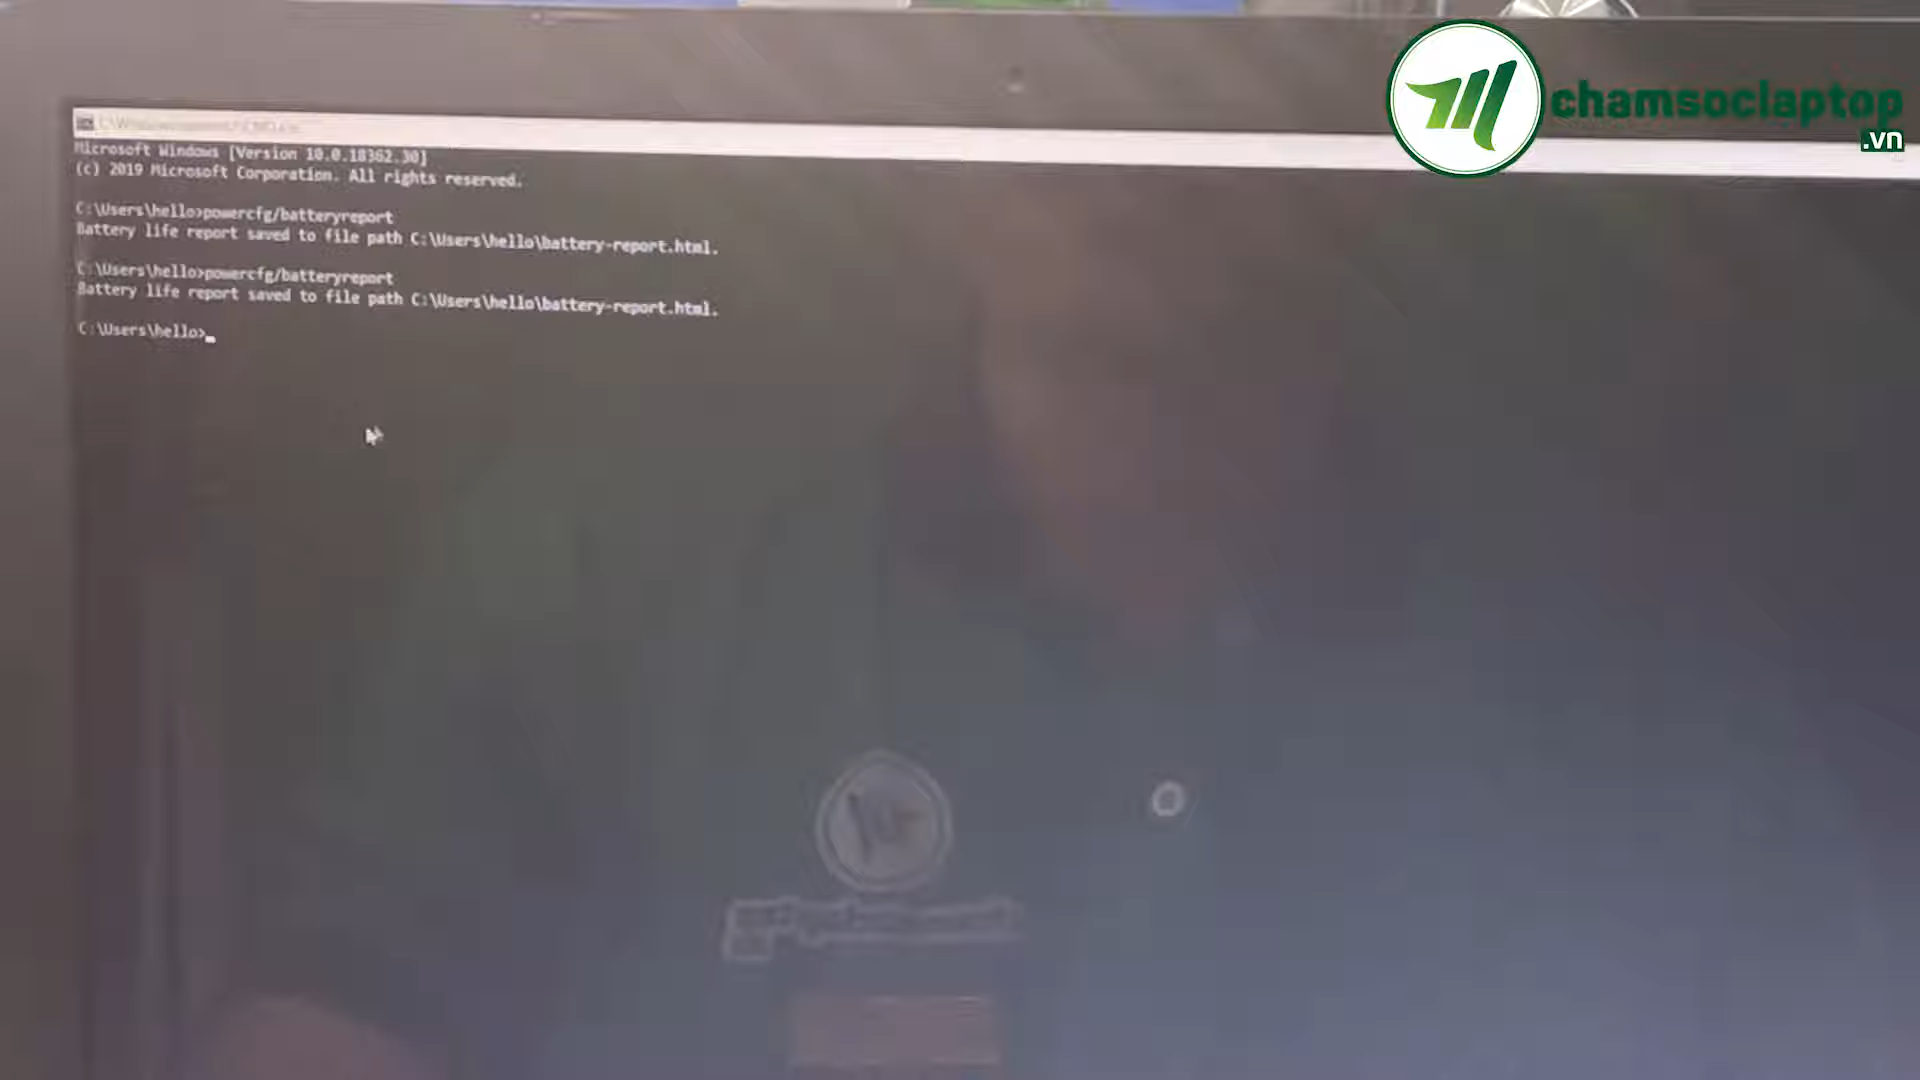 chamsoclaptop
.vn
Microsoft Windows [Version 10.0.18362.30]
(c) 2019 Microsoft Corporation. All rights reserved.
C:\Users\hello>powercfg/batteryreport
Battery life report saved to file path C:\Users\hello\battery-report.html.
C:\Users\hello>powercfg/batteryreport
Battery life report saved to file path C:\Users\hello\battery-report.html.
C:\Users\hello>